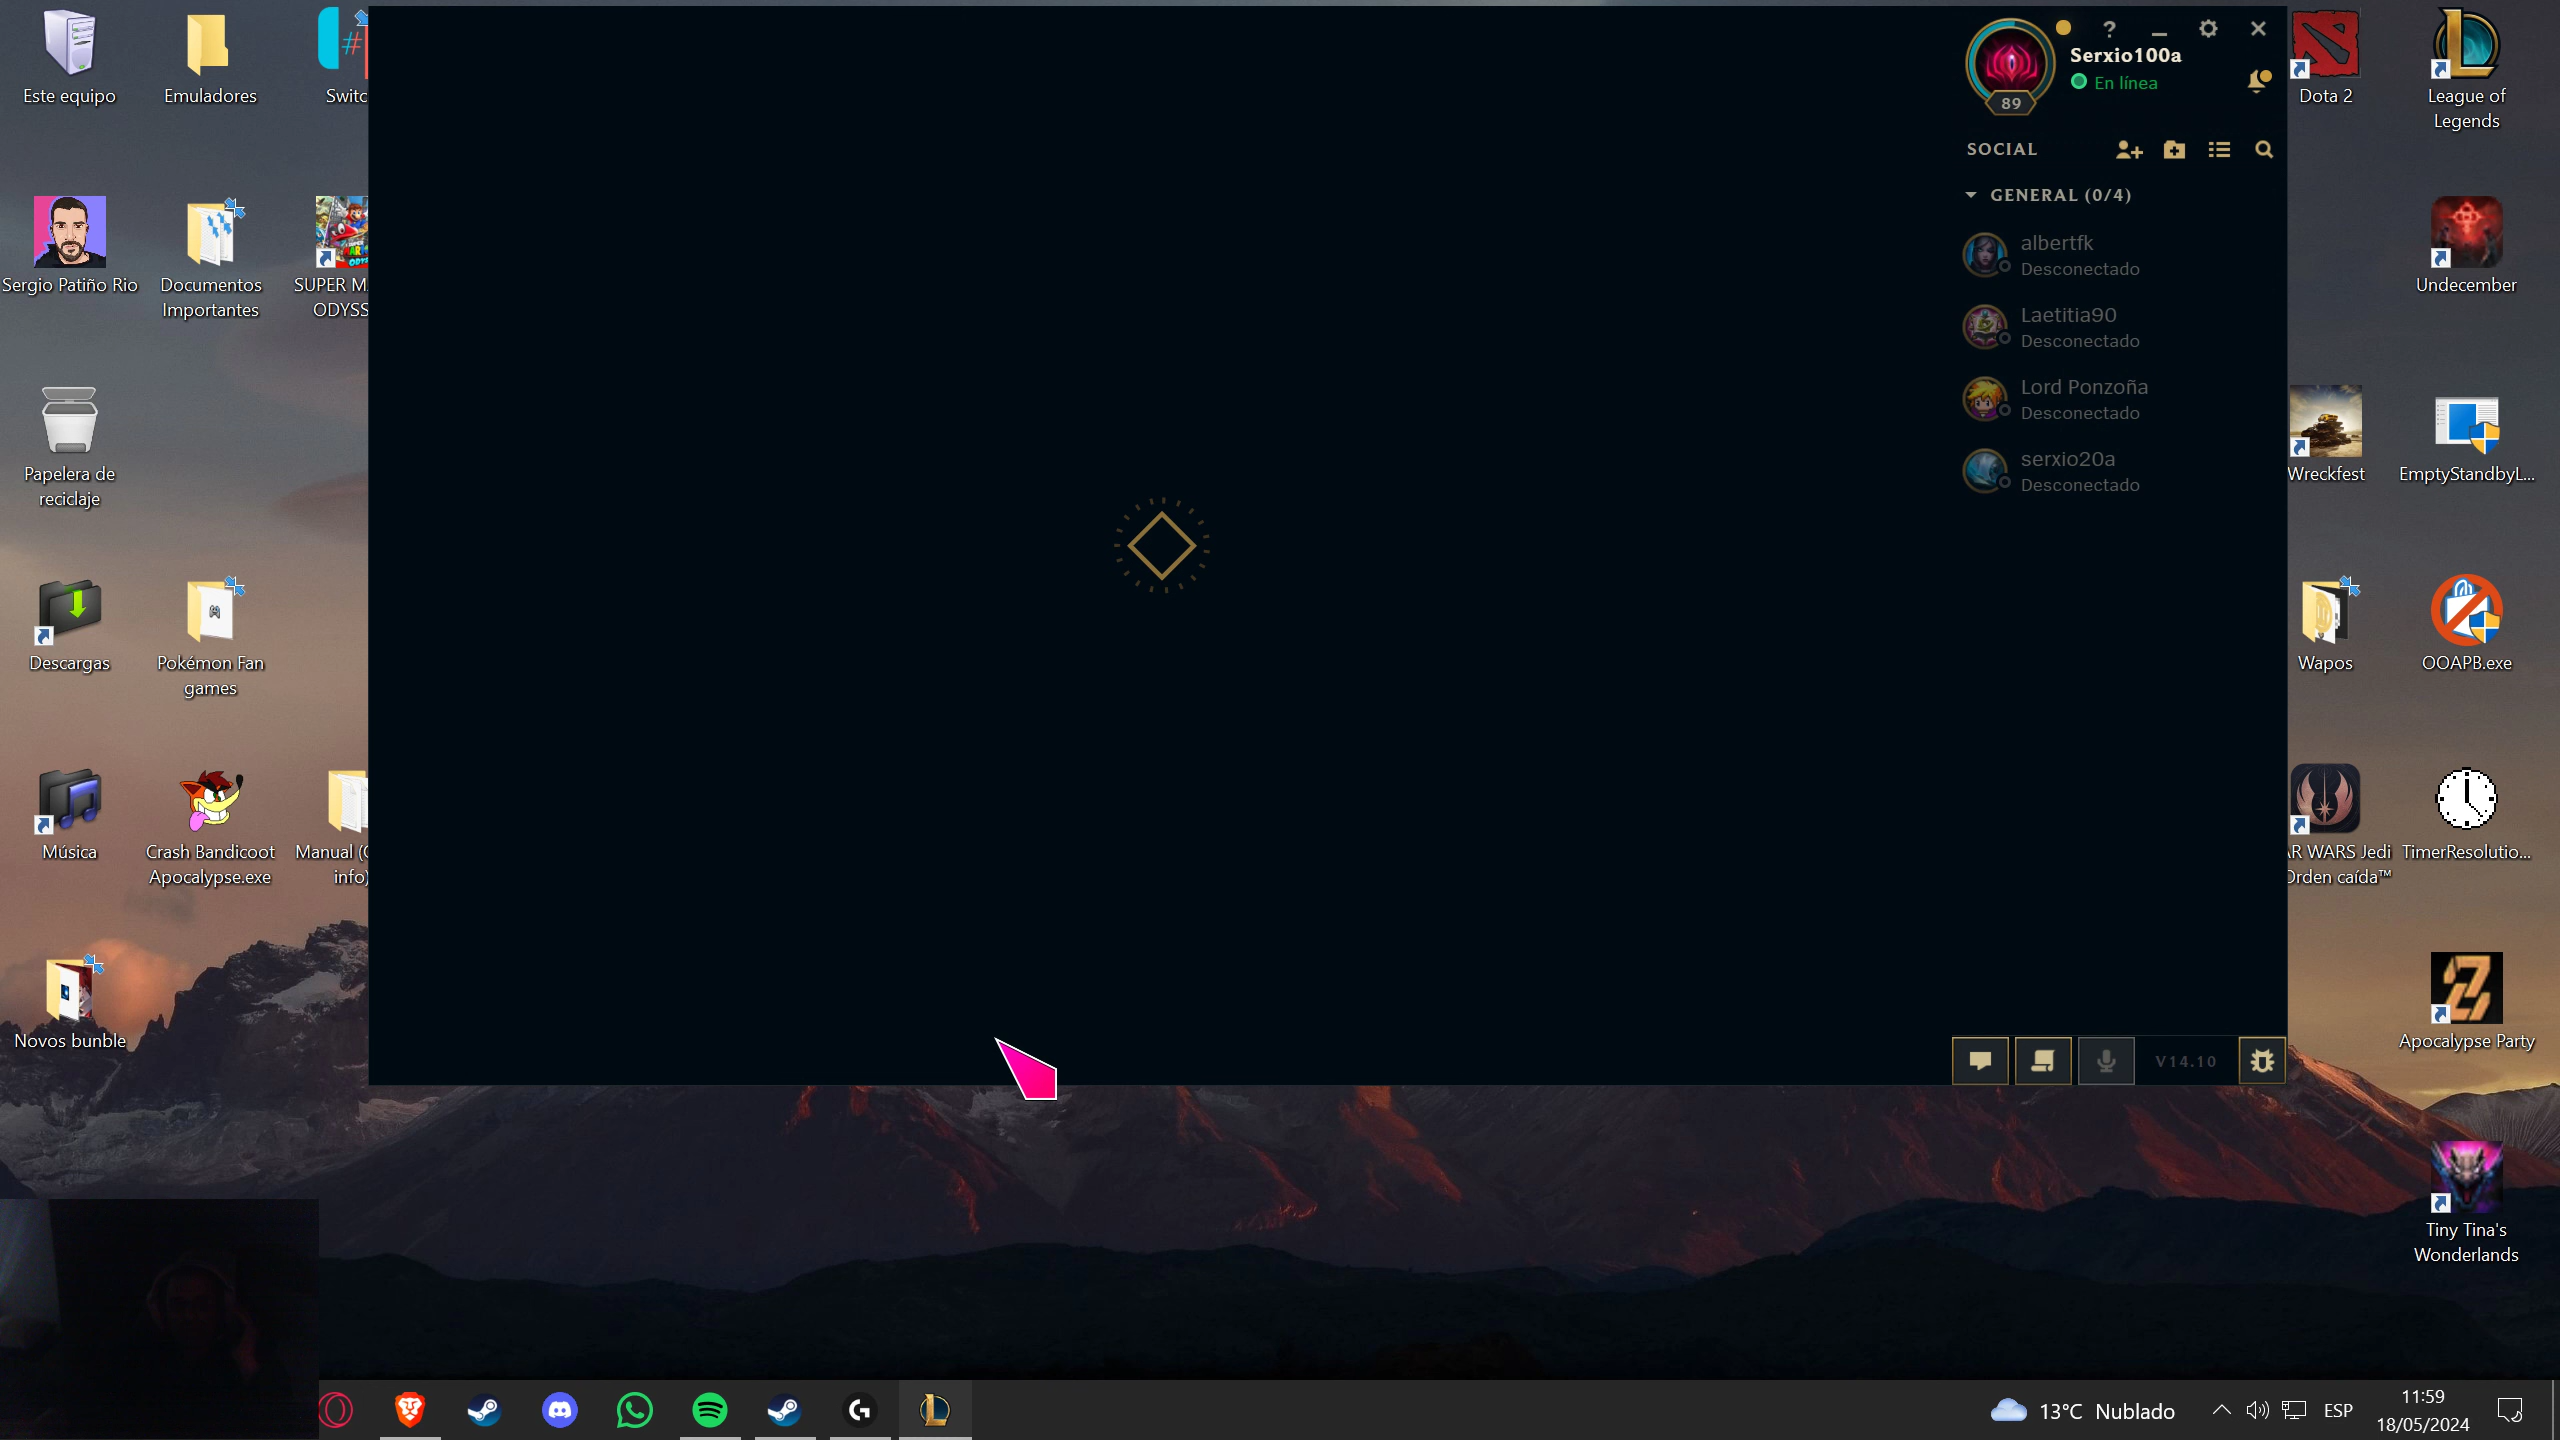 Este equipo
Emuladores
Sergio Patiño Rio
Documentos
Importantes
SUPER M
ODYSS
Papelera de
reciclaje
Descargas
Pokémon Fan
games
Música
Crash Bandicoot
Apocalypse.exe
Manual (
info)
Novos bunble
Switc
89
?
Serxio100a
En línea
SOCIAL
GENERAL (0/4)
albertfk
Desconectado
Laetitia90
Desconectado
Lord Ponzoña
Desconectado
serxio20a
Desconectado
V14.10
Dota 2
League of
Legends
Undecember
Wreckfest
EmptyStandbyL...
Wapos
OOAPB.exe
AR WARS Jedi
Orden caída™
TimerResolutio...
Apocalypse Party
Tiny Tina's
Wonderlands
13°C Nublado
ESP
11:59
18/05/2024